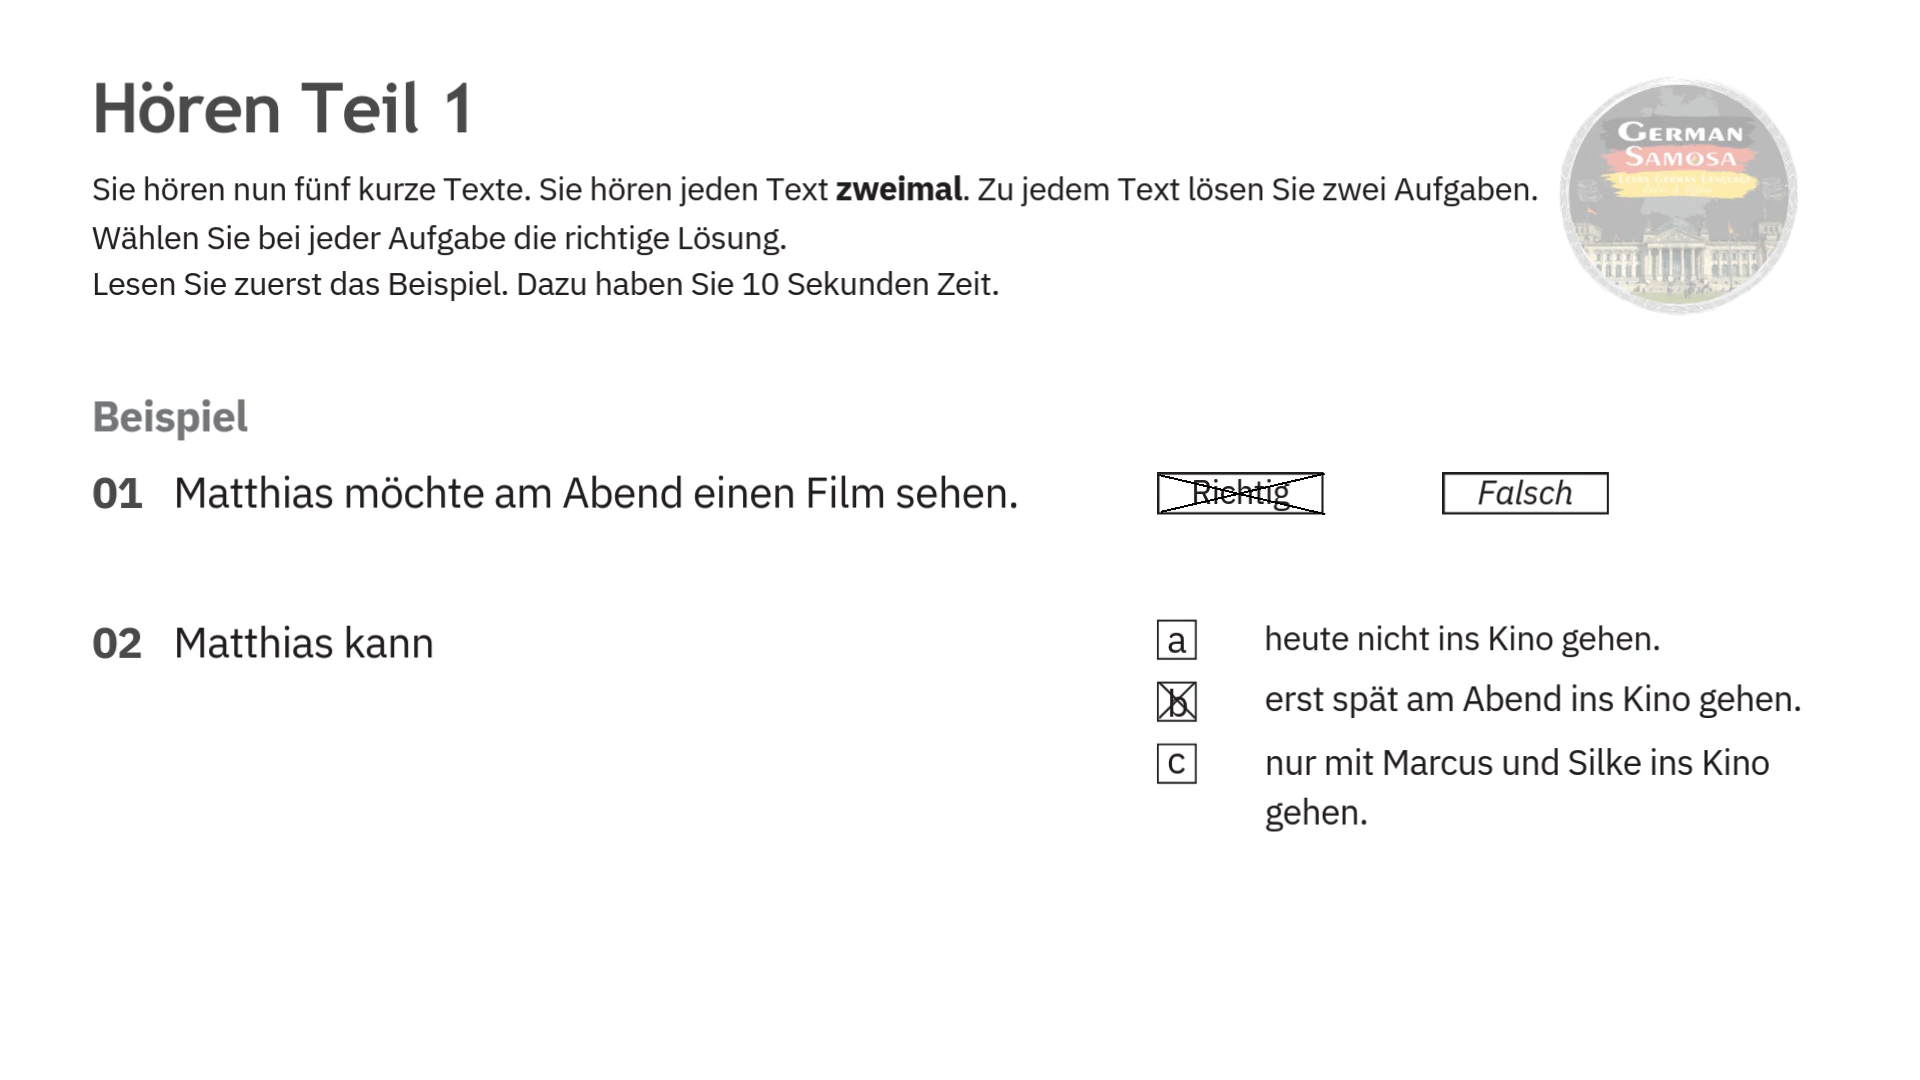 Hören Teil 1
GERMAN
SAMOSA
LEARN GERMAN LANGUAGE
Sie hören nun fünf kurze Texte. Sie hören jeden Text zweimal. Zu jedem Text lösen Sie zwei Aufgaben.
Wählen Sie bei jeder Aufgabe die richtige Lösung.
Lesen Sie zuerst das Beispiel. Dazu haben Sie 10 Sekunden Zeit.
Beispiel
01 Matthias möchte am Abend einen Film sehen. Richtig Falsch
02 Matthias kann a heute nicht ins Kino gehen.
b erst spät am Abend ins Kino gehen.
c nur mit Marcus und Silke ins Kino
gehen.